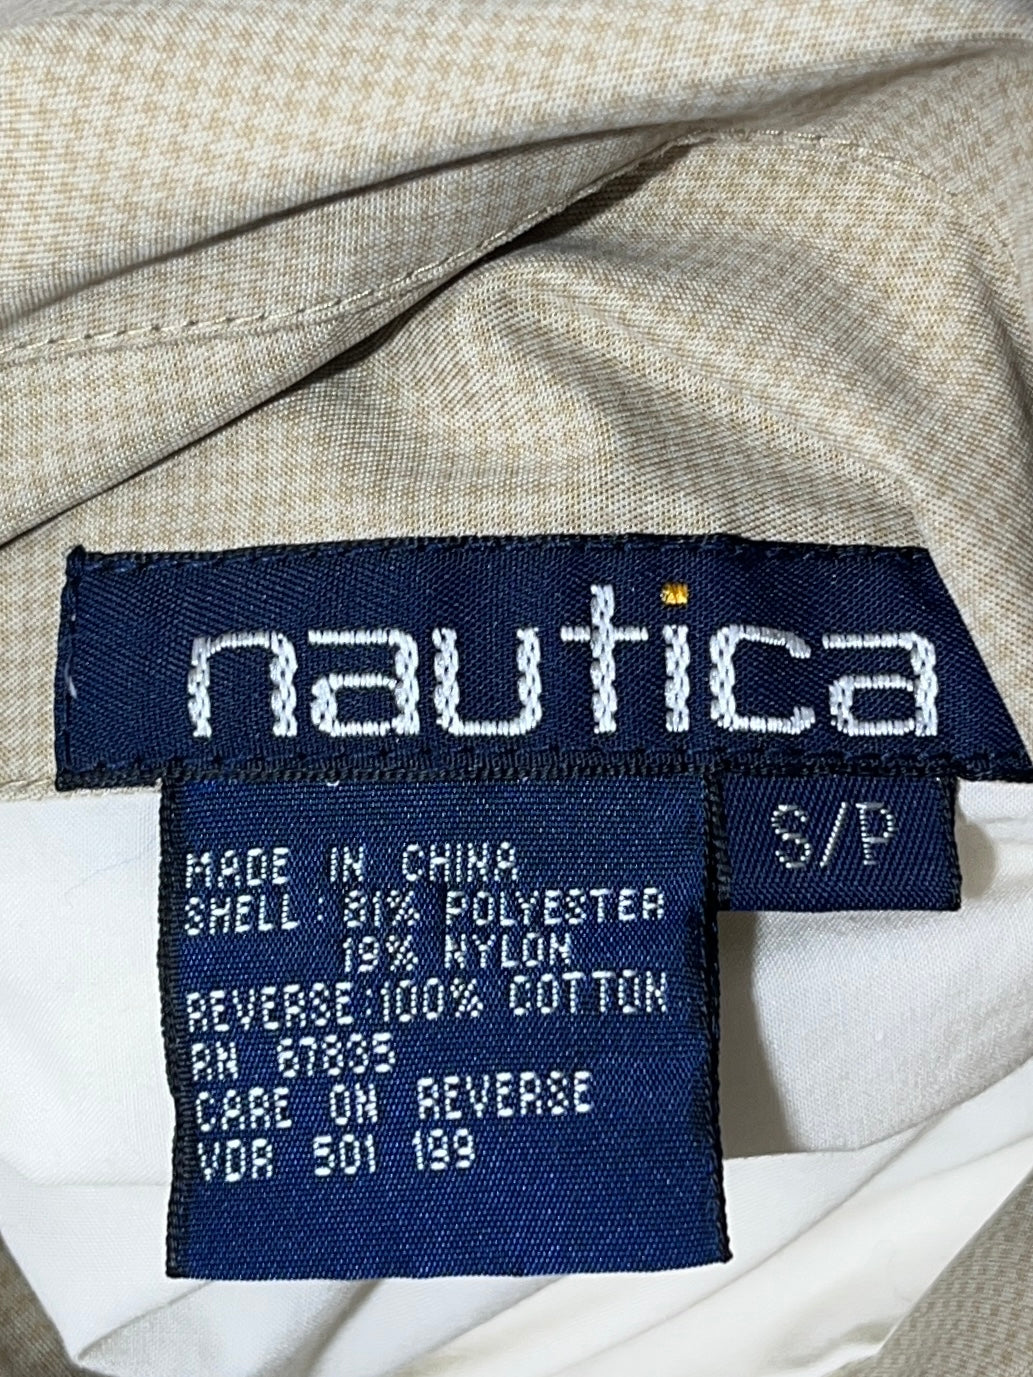 nautica
S/P
MADE IN CHINA
SHELL: 81% POLYESTER
19% NYLON
REVERSE:100% COTTON
RN 67835
CARE ON REVERSE
VDR 501 199